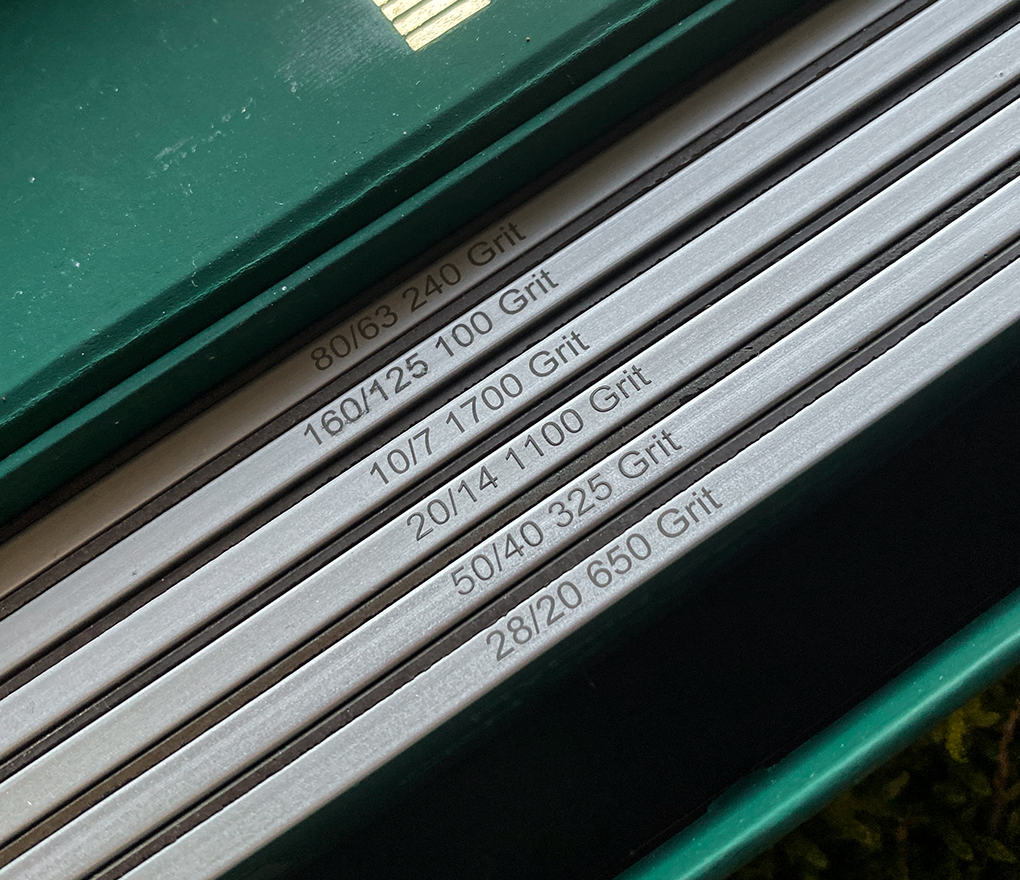 80/63 240 Grit
160/125 100 Grit
10/7 1700 Grit
20/14 1100 Grit
50/40 325 Grit
28/20 650 Grit